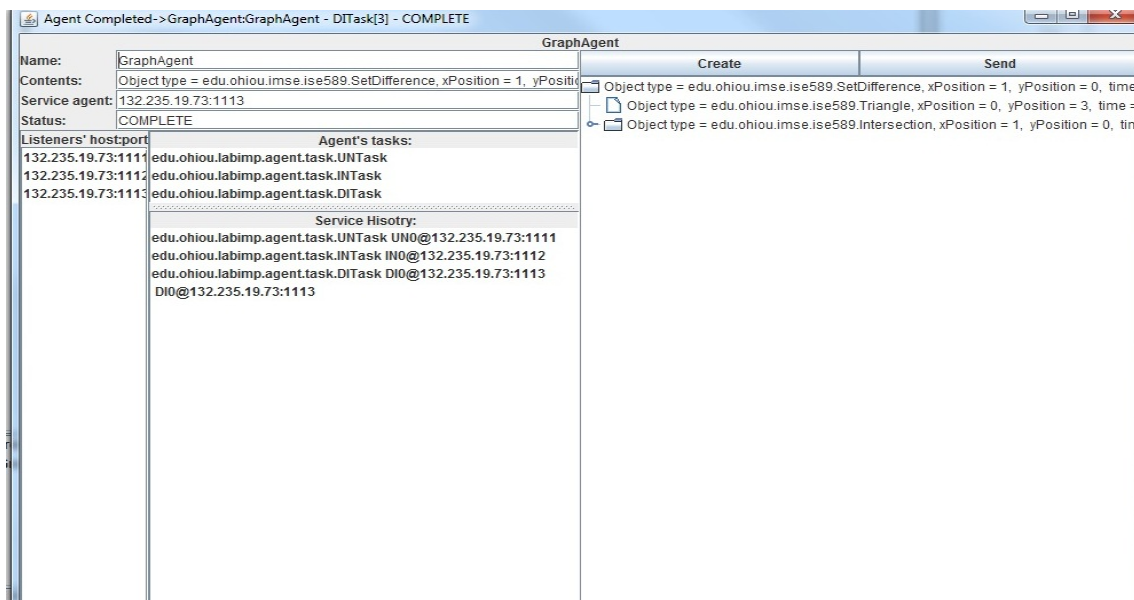 Agent Completed->GraphAgent:GraphAgent - DITask[3] - COMPLETE
GraphAgent
Name: GraphAgent
Contents: Object type = edu.ohiou.imse.ise589.SetDifference, xPosition = 1, yPositi
Service agent: 132.235.19.73:1113
Status: COMPLETE
Listeners' host:port
132.235.19.73:1111
132.235.19.73:1112
132.235.19.73:1113
Agent's tasks:
edu.ohiou.labimp.agent.task.UNTask
edu.ohiou.labimp.agent.task.INTask
edu.ohiou.labimp.agent.task.DITask
Service Hisotry:
edu.ohiou.labimp.agent.task.UNTask UN0@132.235.19.73:1111
edu.ohiou.labimp.agent.task.INTask IN0@132.235.19.73:1112
edu.ohiou.labimp.agent.task.DITask DI0@132.235.19.73:1113
DI0@132.235.19.73:1113
Create Send
Object type = edu.ohiou.imse.ise589.SetDifference, xPosition = 1, yPosition = 0, time
Object type = edu.ohiou.imse.ise589.Triangle, xPosition = 0, yPosition = 3, time =
Object type = edu.ohiou.imse.ise589.Intersection, xPosition = 1, yPosition = 0, tim